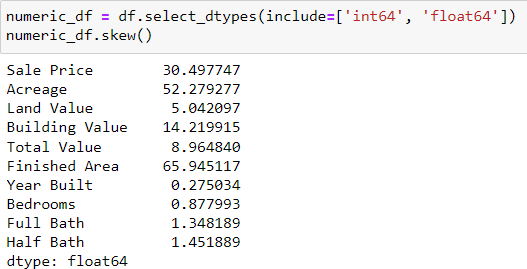 numeric_df = df.select_dtypes(include=['int64', 'float64'])
numeric_df.skew()
Sale Price 30.497747
Acreage 52.279277
Land Value 5.042097
Building Value 14.219915
Total Value 8.964840
Finished Area 65.945117
Year Built 0.275034
Bedrooms 0.877993
Full Bath 1.348189
Half Bath 1.451889
dtype: float64